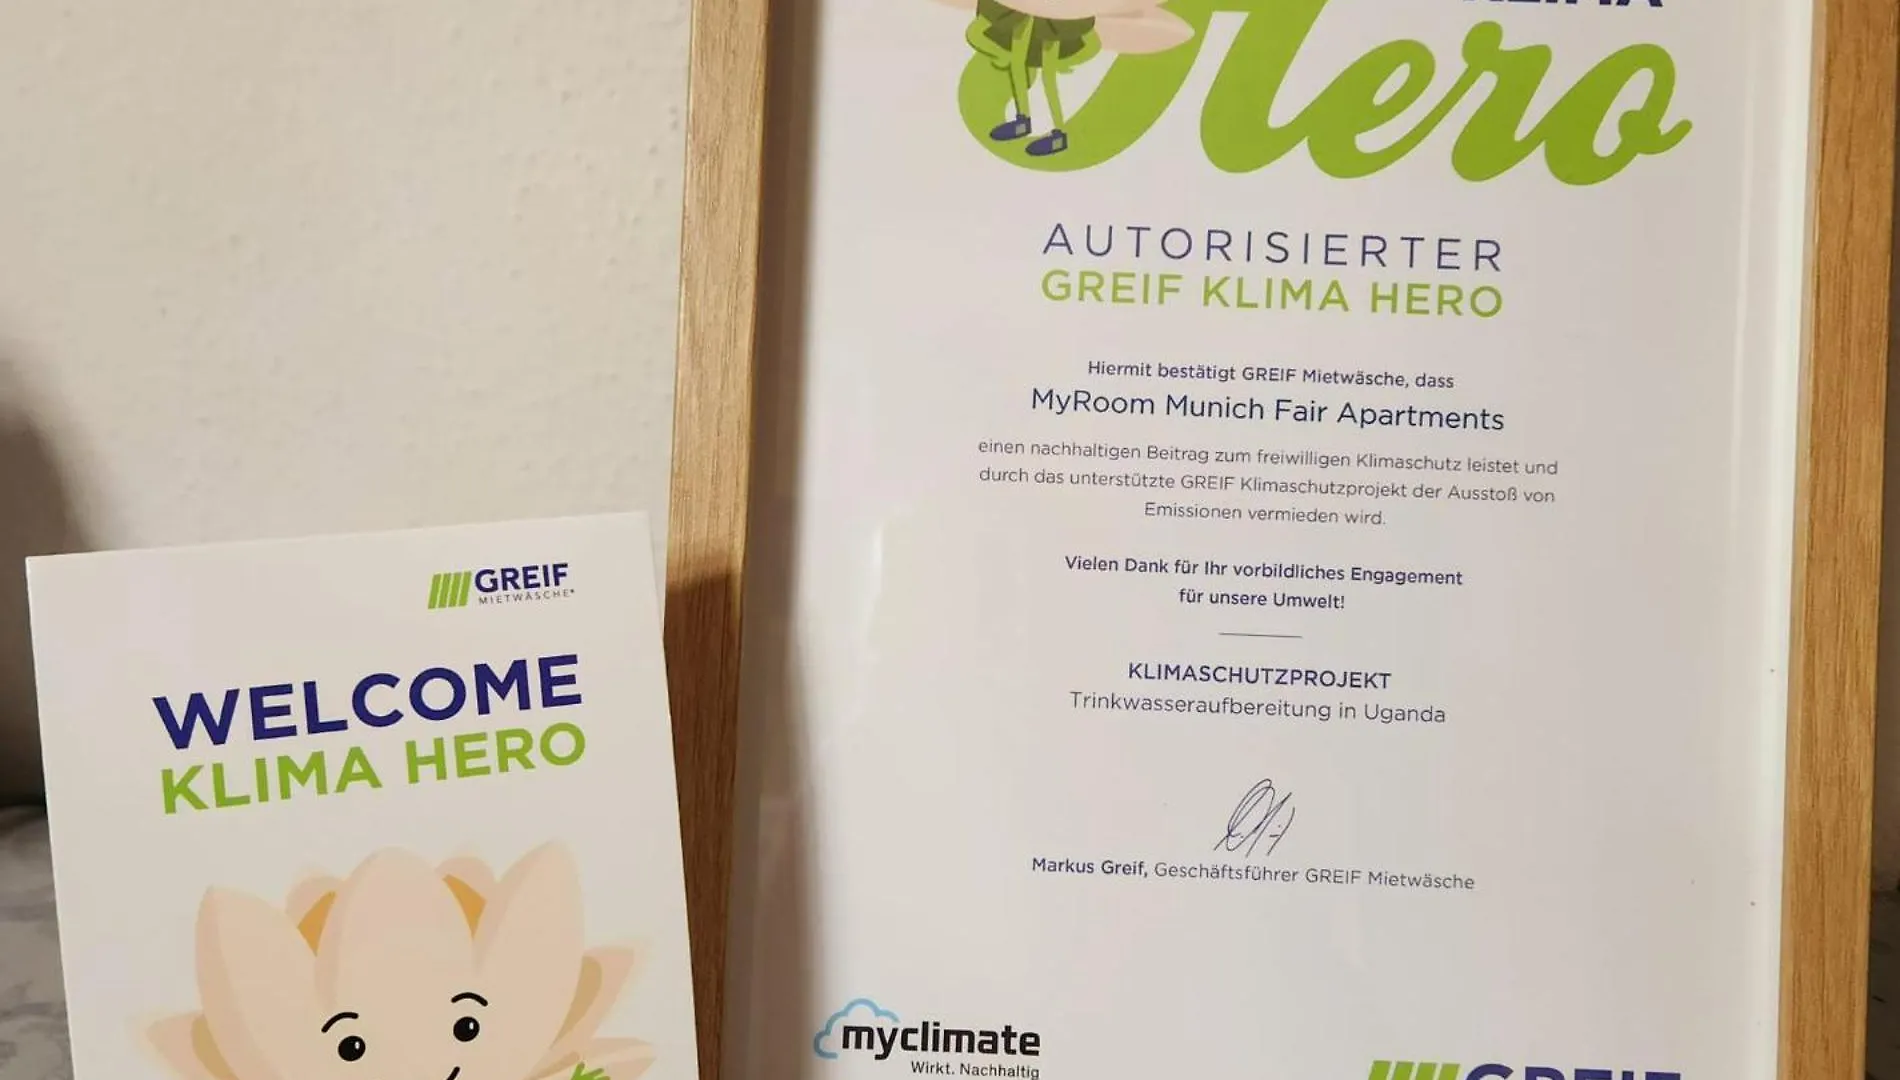 Hero
AUTORISIERTER
GREIF KLIMA HERO
Hiermit bestätigt GREIF Mietwäsche, dass
MyRoom Munich Fair Apartments
einen nachhaltigen Beitrag zum freiwilligen Klimaschutz leistet und
durch das unterstützte GREIF Klimaschutzprojekt der Ausstoß von
Emissionen vermieden wird.
Vielen Dank für Ihr vorbildliches Engagement
für unsere Umwelt!
KLIMASCHUTZPROJEKT
Trinkwasseraufbereitung in Uganda
Markus Greif, Geschäftsführer GREIF Mietwäsche
myclimate
Wirkt. Nachhaltig
GREIF
GREIF
MIETWÄSCHE
WELCOME
KLIMA HERO